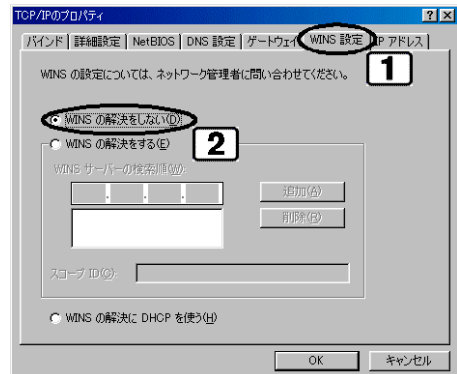 TCP/IPのプロパティ
バインド 詳細設定 NetBIOS DNS 設定 ゲートウェイ WINS 設定 IP アドレス
WINS の設定については、ネットワーク管理者に問い合わせてください。
1
WINS の解決をしない(D)
WINS の解決をする(E)
2
WINS サーバーの検索順(W):
追加(A)
削除(R)
スコープ ID(C):
WINS の解決に DHCP を使う(H)
OK キャンセル